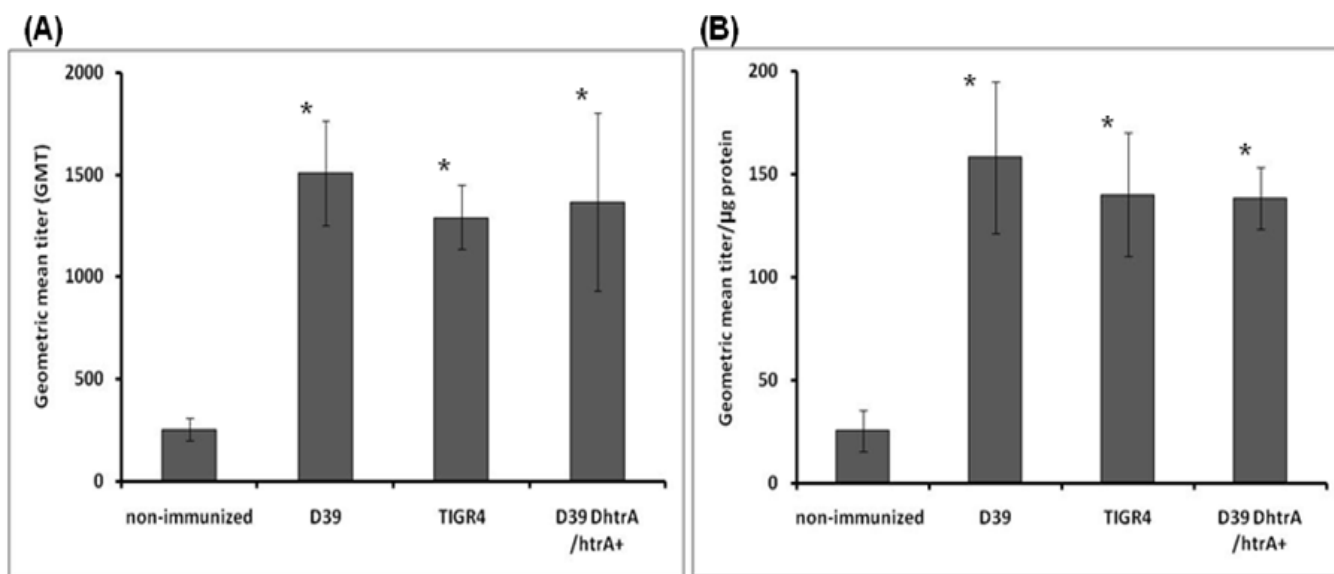 (A)
Geometric mean titer (GMT)
2000
1500
1000
500
0
*
*
*
non-immunized
D39
TIGR4
D39 DhtrA
/htrA+
(B)
Geometric mean titer/µg protein
200
150
100
50
0
*
*
*
non-immunized
D39
TIGR4
D39 DhtrA
/htrA+